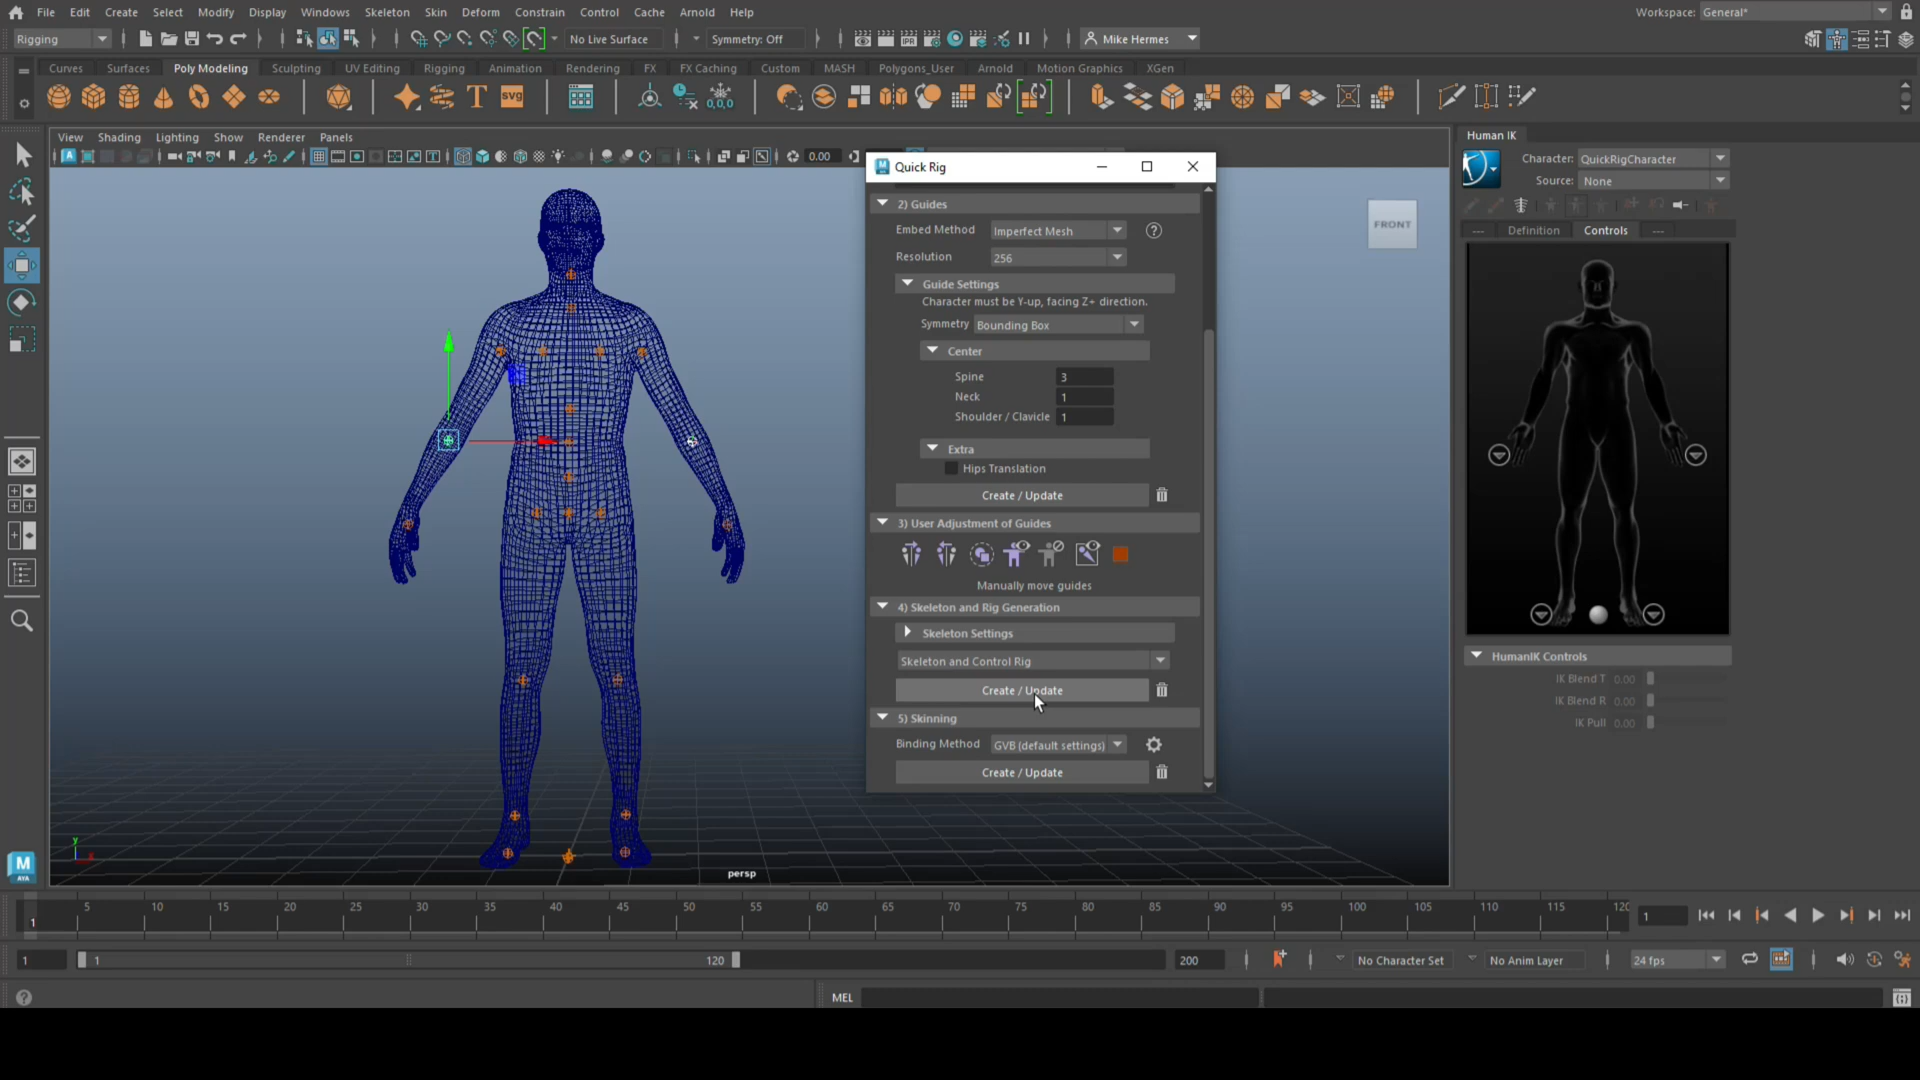 File Edit Create Select Modify Display Windows Skeleton Skin Deform Constrain Control Cache Arnold Help
Workspace: General*
Rigging
No Live Surface
Symmetry: Off
Mike Hermes
Curves Surfaces Poly Modeling Sculpting UV Editing Rigging Animation Rendering FX FX Caching Custom MASH Polygons_User Arnold Motion Graphics XGen
T svg
0,0,0
IPR
View Shading Lighting Show Renderer Panels
0.00
Quick Rig
2) Guides
Embed Method Imperfect Mesh
Resolution 256
Guide Settings
Character must be Y-up, facing Z+ direction.
Symmetry Bounding Box
Center
Spine 3
Neck 1
Shoulder / Clavicle 1
Extra
Hips Translation
Create / Update
3) User Adjustment of Guides
Manually move guides
4) Skeleton and Rig Generation
Skeleton Settings
Skeleton and Control Rig
Create / Update
5) Skinning
Binding Method GVB (default settings)
Create / Update
FRONT
persp
y
x
M
AYA
Human IK
Character: QuickRigCharacter
Source: None
--- Definition Controls ---
HumanIK Controls
IK Blend T 0.00
IK Blend R 0.00
IK Pull 0.00
1 5 10 15 20 25 30 35 40 45 50 55 60 65 70 75 80 85 90 95 100 105 110 115 120
1
1 1 120 200
No Character Set
No Anim Layer
24 fps
MEL